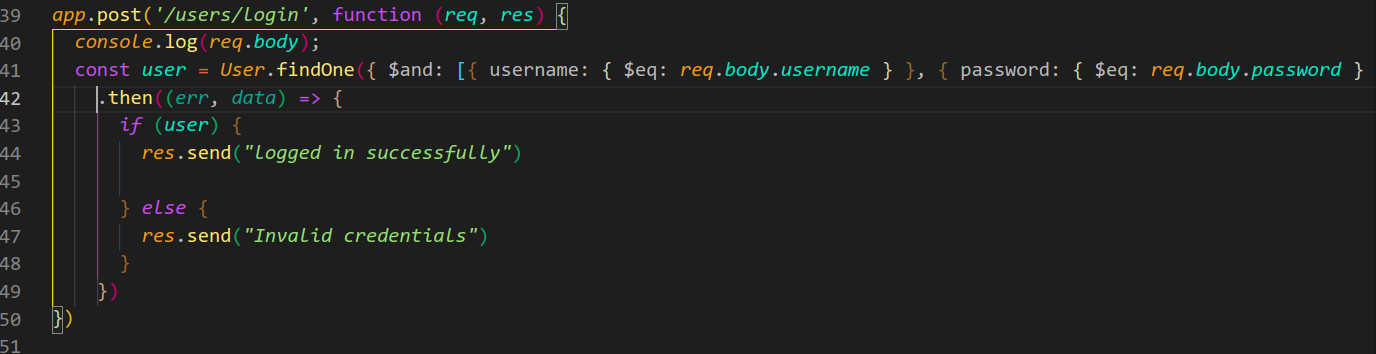 39 app.post('/users/login', function (req, res) {
40 console.log(req.body);
41 const user = User.findOne({ $and: [{ username: { $eq: req.body.username } }, { password: { $eq: req.body.password }
42 .then((err, data) => {
43 if (user) {
44 res.send("logged in successfully")
45
46 } else {
47 res.send("Invalid credentials")
48 }
49 })
50 })
51